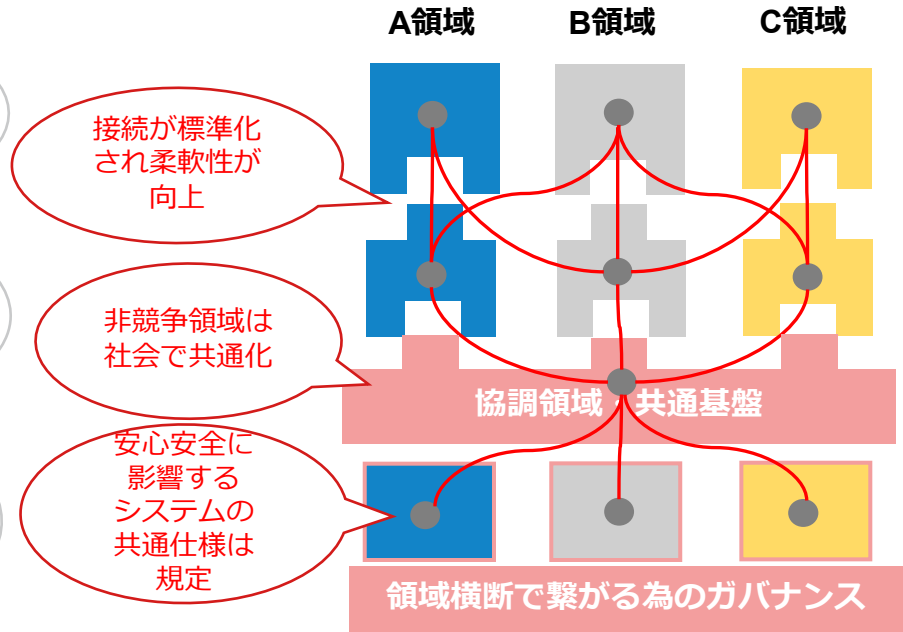 A領域
B領域
C領域
接続が標準化
され柔軟性が
向上
非競争領域は
社会で共通化
協調領域・共通基盤
安心安全に
影響する
システムの
共通仕様は
規定
領域横断で繋がる為のガバナンス